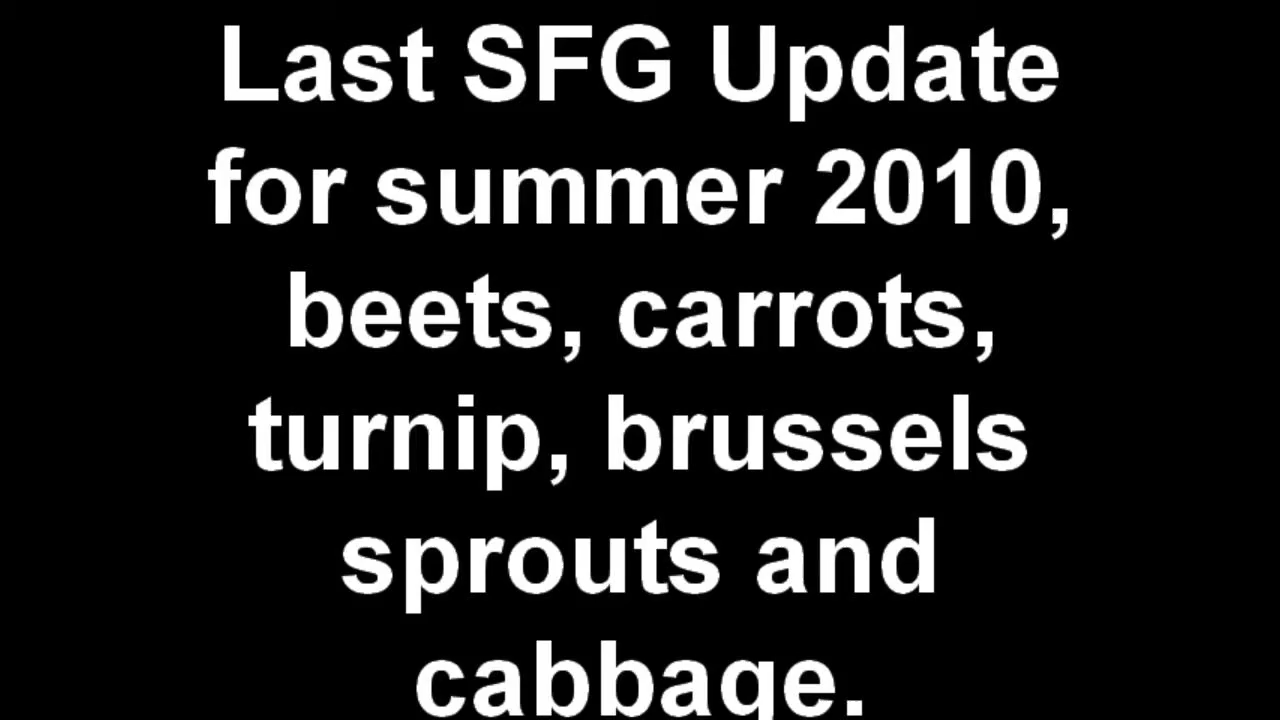 Last SFG Update
for summer 2010,
beets, carrots,
turnip, brussels
sprouts and
cabbage.